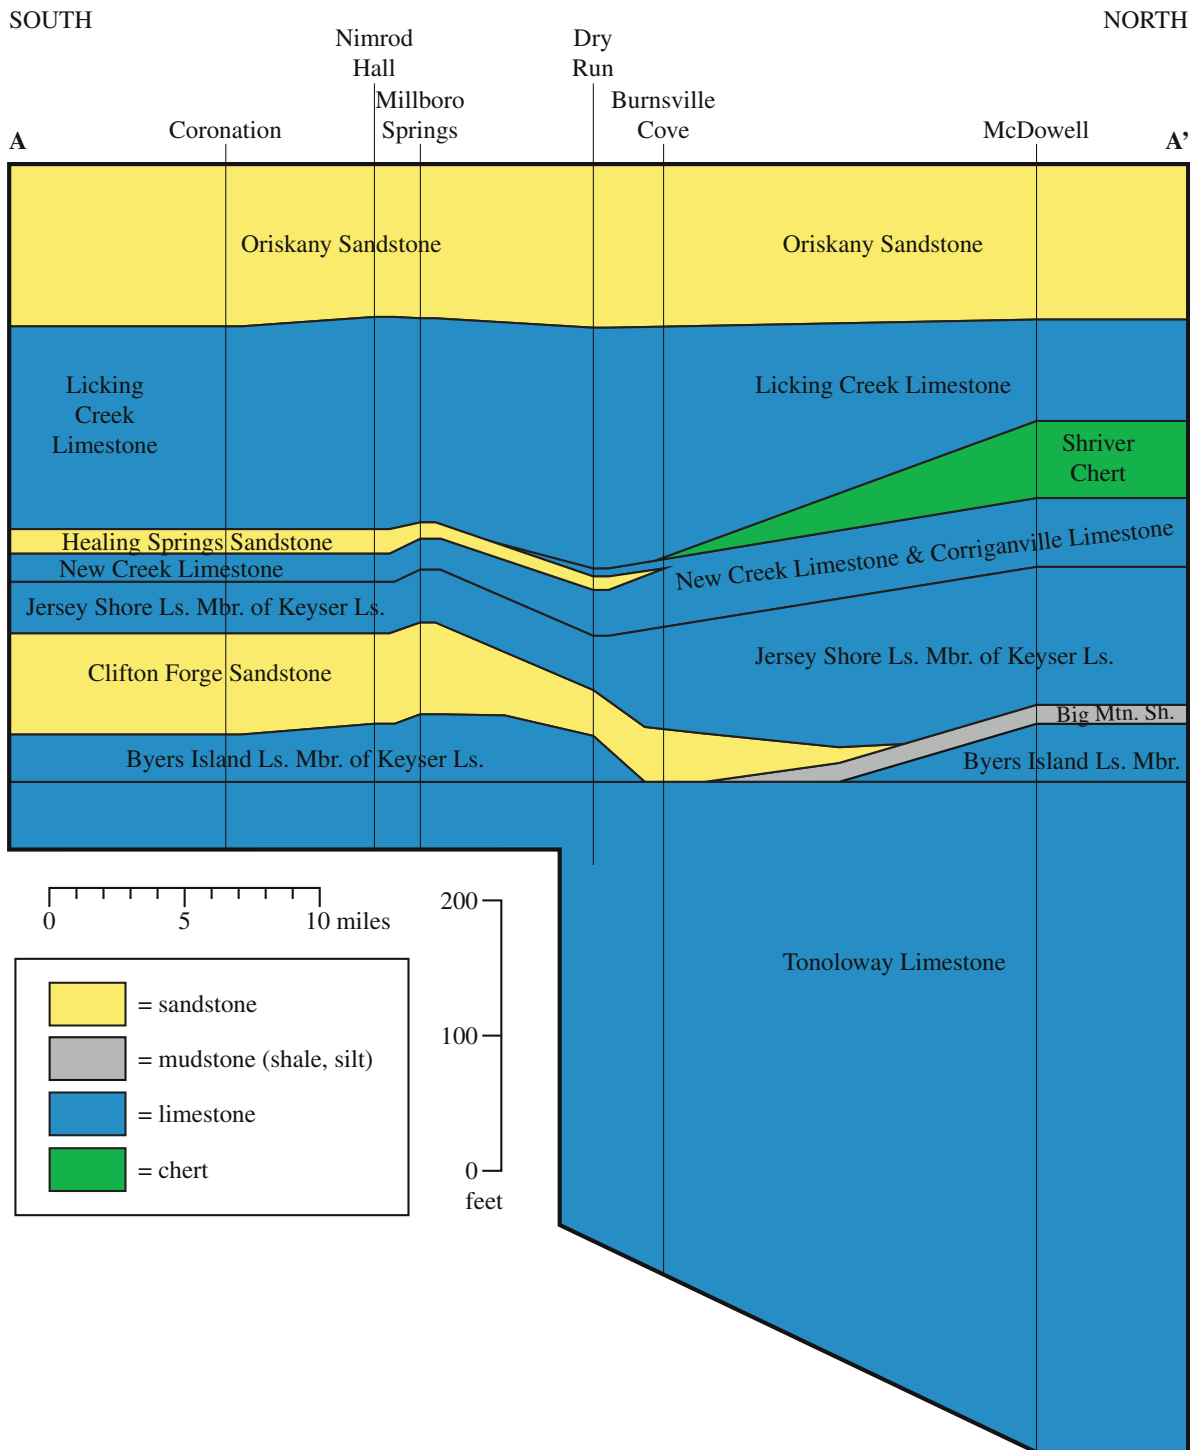 SOUTH
NORTH
Nimrod
Hall
Dry
Run
Millboro
Springs
Burnsville
Cove
Coronation
McDowell
A
A’
Oriskany Sandstone
Oriskany Sandstone
Licking
Creek
Limestone
Licking Creek Limestone
Shriver
Chert
Healing Springs Sandstone
New Creek Limestone
New Creek Limestone & Corriganville Limestone
Jersey Shore Ls. Mbr. of Keyser Ls.
Jersey Shore Ls. Mbr. of Keyser Ls.
Clifton Forge Sandstone
Big Mtn. Sh.
Byers Island Ls. Mbr. of Keyser Ls.
Byers Island Ls. Mbr.
0
5
10 miles
200
100
0
feet
Tonoloway Limestone
= sandstone
= mudstone (shale, silt)
= limestone
= chert